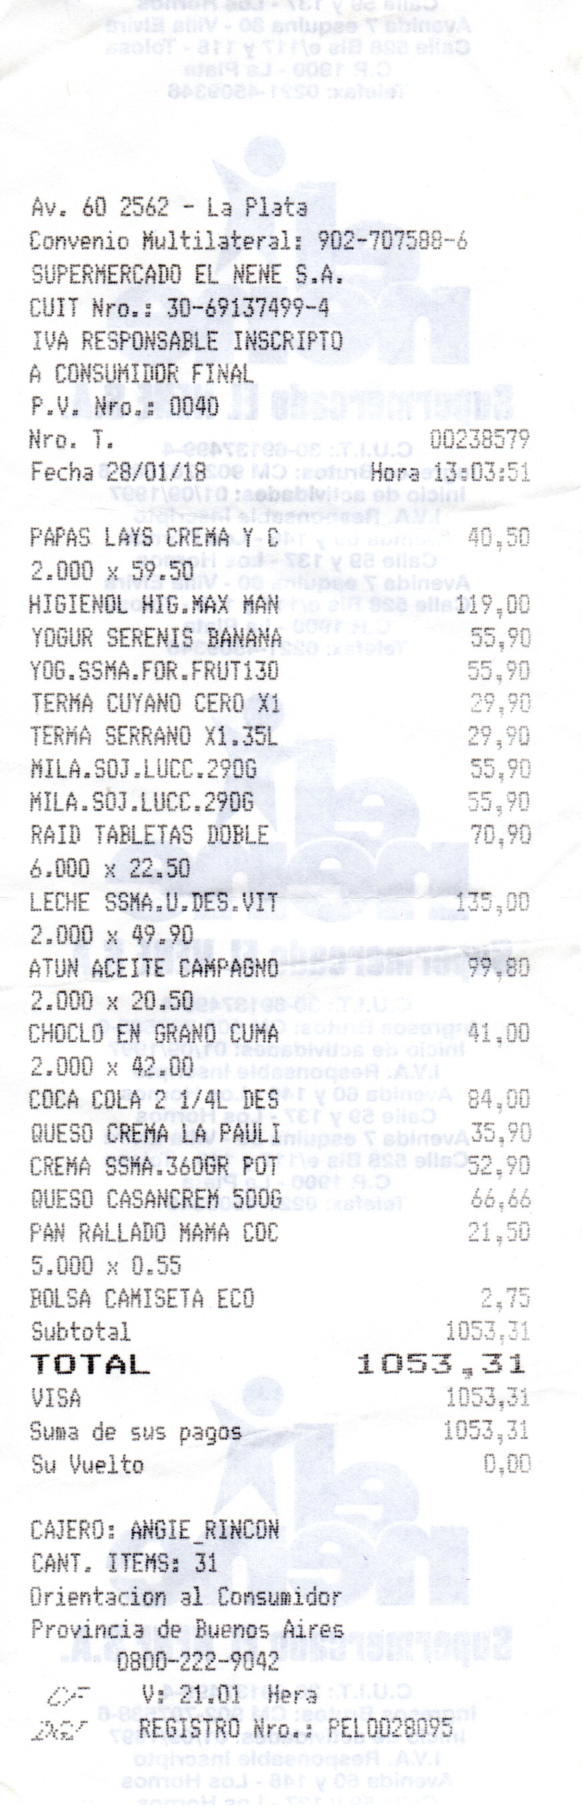 Av. 60 2562 - La Plata
Convenio Multilateral: 902-707588-6
SUPERMERCADO EL NENE S.A.
CUIT Nro.: 30-69137499-4
IVA RESPONSABLE INSCRIPTO
A CONSUMIDOR FINAL
P.V. Nro.: 0040
Nro. T. 00238579
Fecha 28/01/18 Hora 13:03:51
PAPAS LAYS CREMA Y C 40,50
2.000 x 59.50
HIGIENOL HIG.MAX MAN 119,00
YOGUR SERENIS BANANA 55,90
YOG.SSMA.FOR.FRUT130 55,90
TERMA CUYANO CERO X1 29,90
TERMA SERRANO X1.35L 29,90
MILA.SOJ.LUCC.290G 55,90
MILA.SOJ.LUCC.290G 55,90
RAID TABLETAS DOBLE 70,90
6.000 x 22.50
LECHE SSMA.U.DES.VIT 135,00
2.000 x 49.90
ATUN ACEITE CAMPAGNO 99,80
2.000 x 20.50
CHOCLO EN GRANO CUMA 41,00
2.000 x 42.00
COCA COLA 2 1/4L DES 84,00
QUESO CREMA LA PAULI 35,90
CREMA SSMA.360GR POT 52,90
QUESO CASANCREM 500G 66,66
PAN RALLADO MAMA COC 21,50
5.000 x 0.55
BOLSA CAMISETA ECO 2,75
Subtotal 1053,31
TOTAL 1053,31
VISA 1053,31
Suma de sus pagos 1053,31
Su Vuelto 0,00
CAJERO: ANGIE_RINCON
CANT. ITEMS: 31
Orientacion al Consumidor
Provincia de Buenos Aires
0800-222-9042
CF V: 21.01 Hera
DGI REGISTRO Nro.: PEL0028095